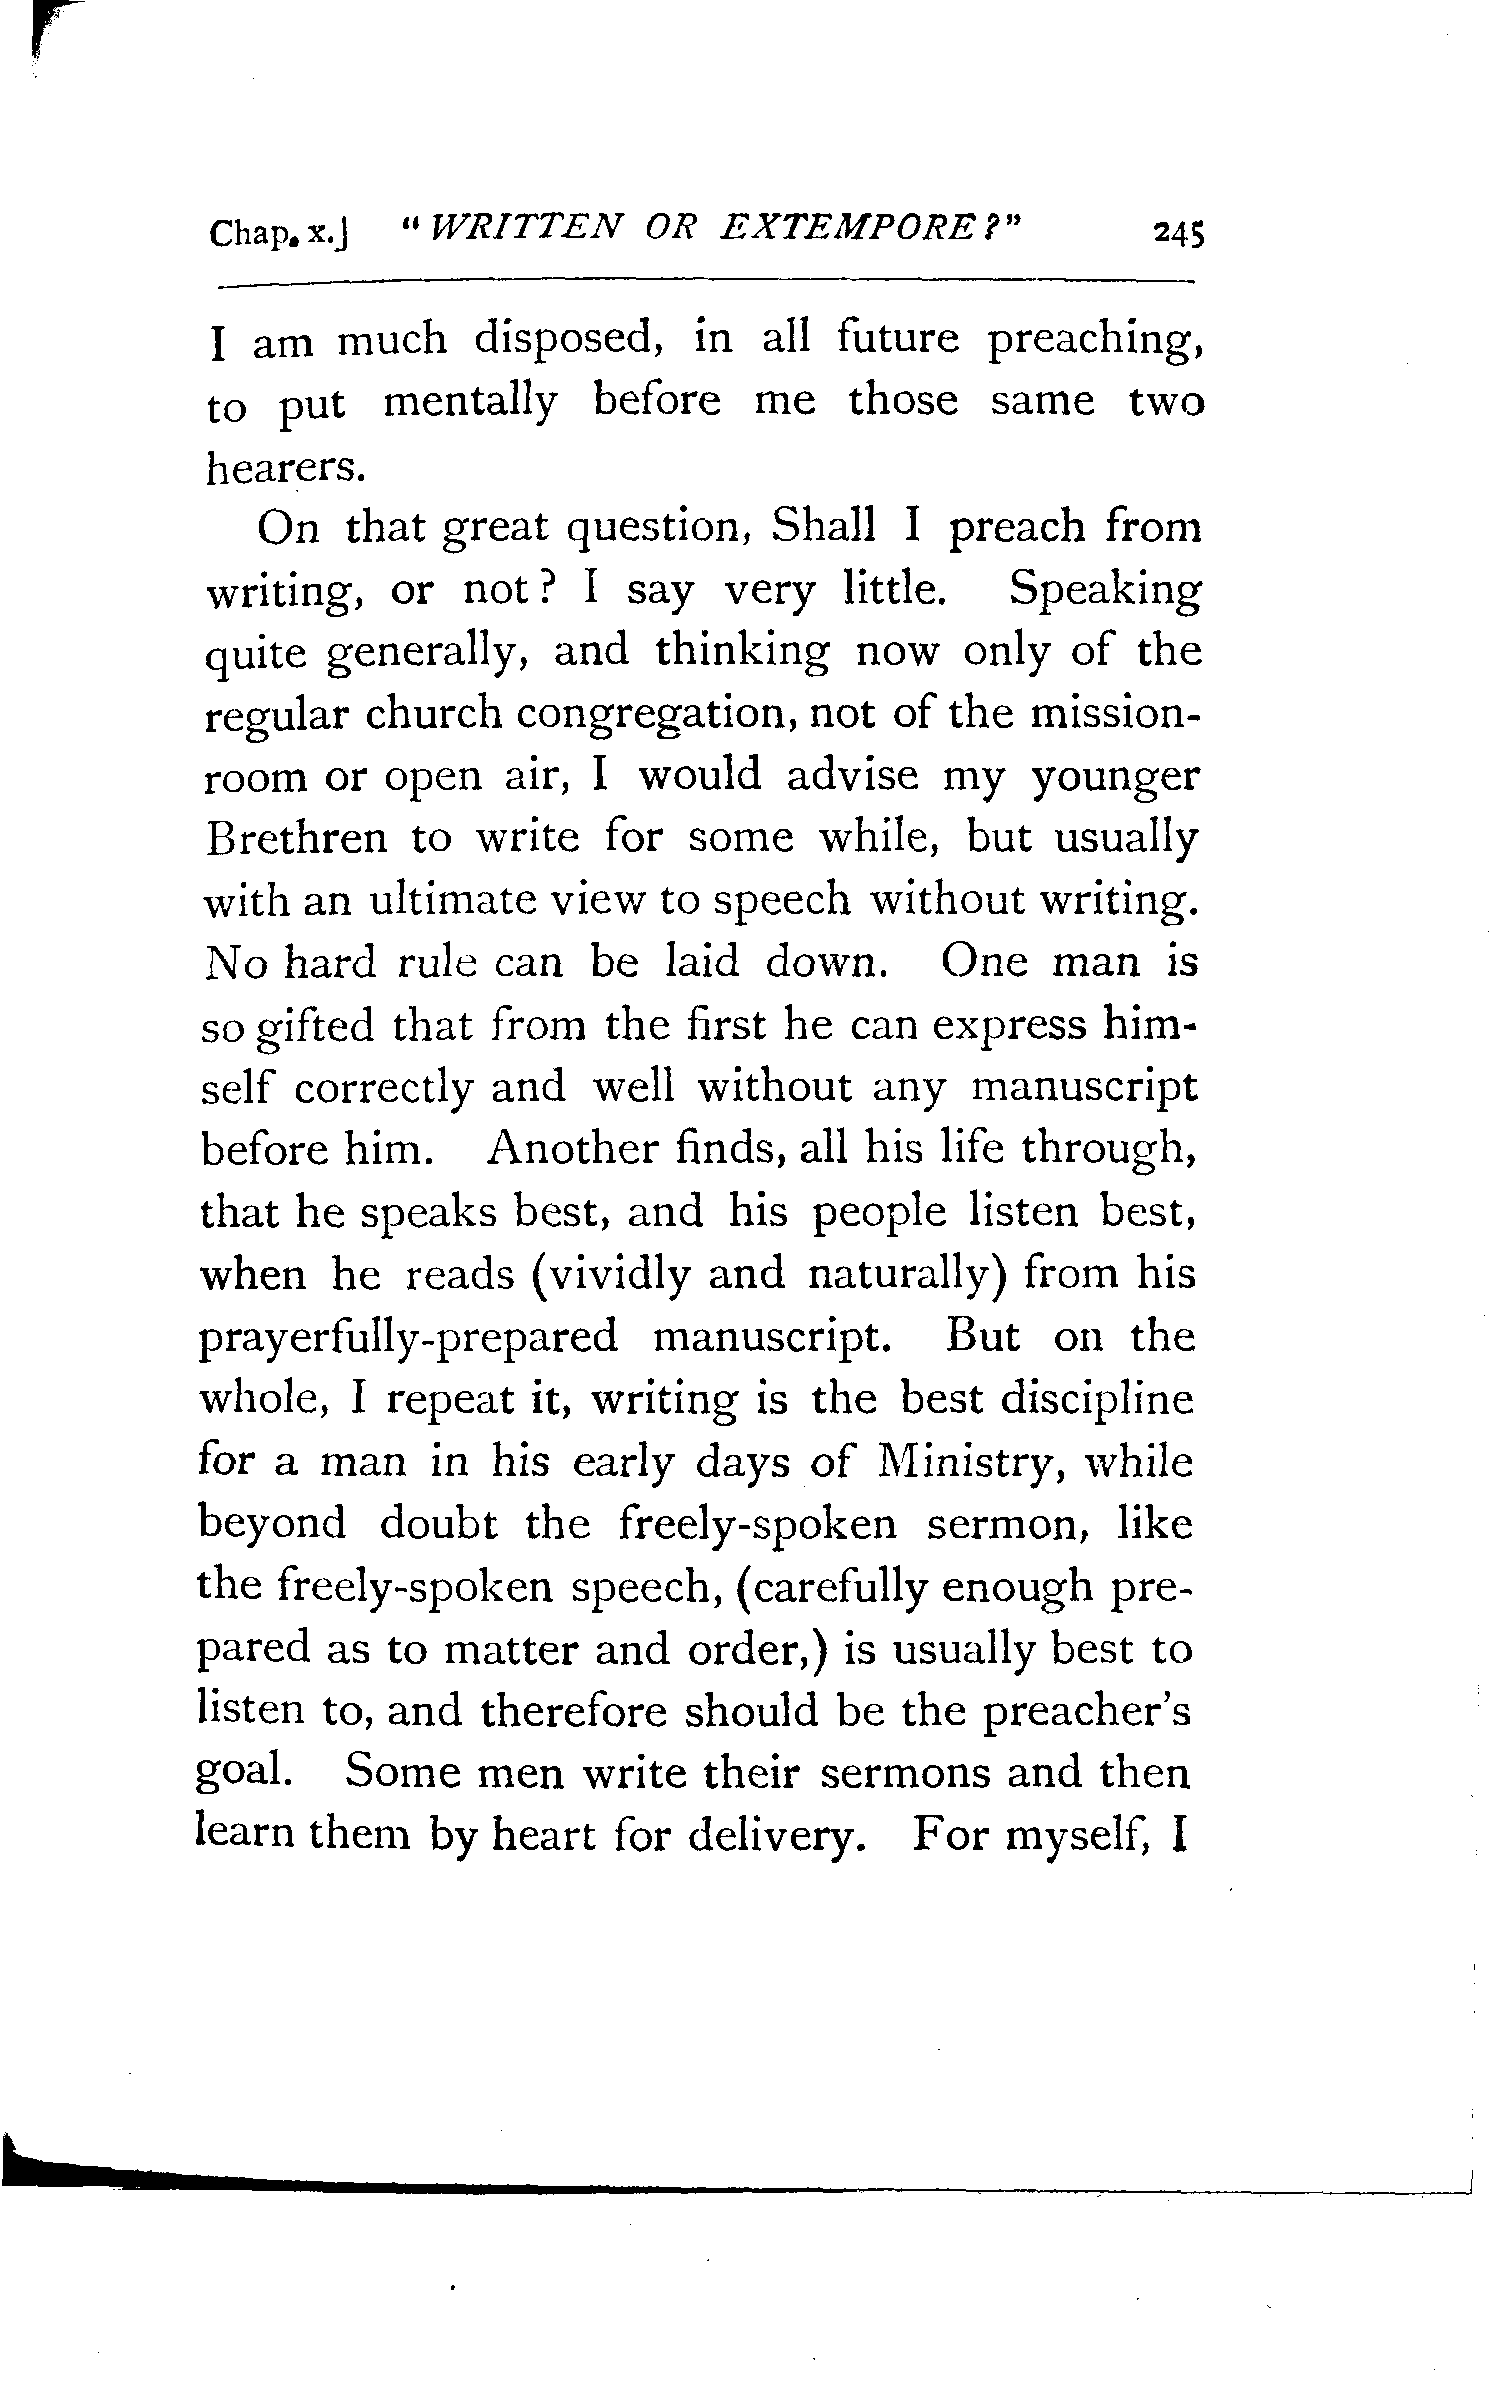 Chap. x.] "WRITTEN OR EXTEMPORE?" 245
I am much disposed, in all future preaching,
to put mentally before me those same two
hearers.
On that great question, Shall I preach from
writing, or not? I say very little. Speaking
quite generally, and thinking now only of the
regular church congregation, not of the mission-
room or open air, I would advise my younger
Brethren to write for some while, but usually
with an ultimate view to speech without writing.
No hard rule can be laid down. One man is
so gifted that from the first he can express him-
self correctly and well without any manuscript
before him. Another finds, all his life through,
that he speaks best, and his people listen best,
when he reads (vividly and naturally) from his
prayerfully-prepared manuscript. But on the
whole, I repeat it, writing is the best discipline
for a man in his early days of Ministry, while
beyond doubt the freely-spoken sermon, like
the freely-spoken speech, (carefully enough pre-
pared as to matter and order,) is usually best to
listen to, and therefore should be the preacher's
goal. Some men write their sermons and then
learn them by heart for delivery. For myself, I